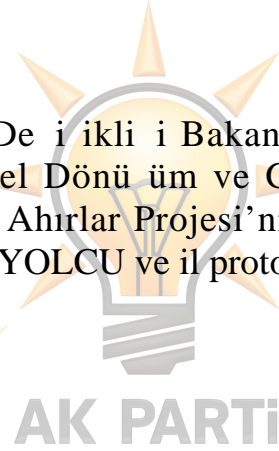 De i ikli i Bakan
el Dönü üm ve C
Ahırlar Projesi’n
YOLCU ve il proto
AK PARTi